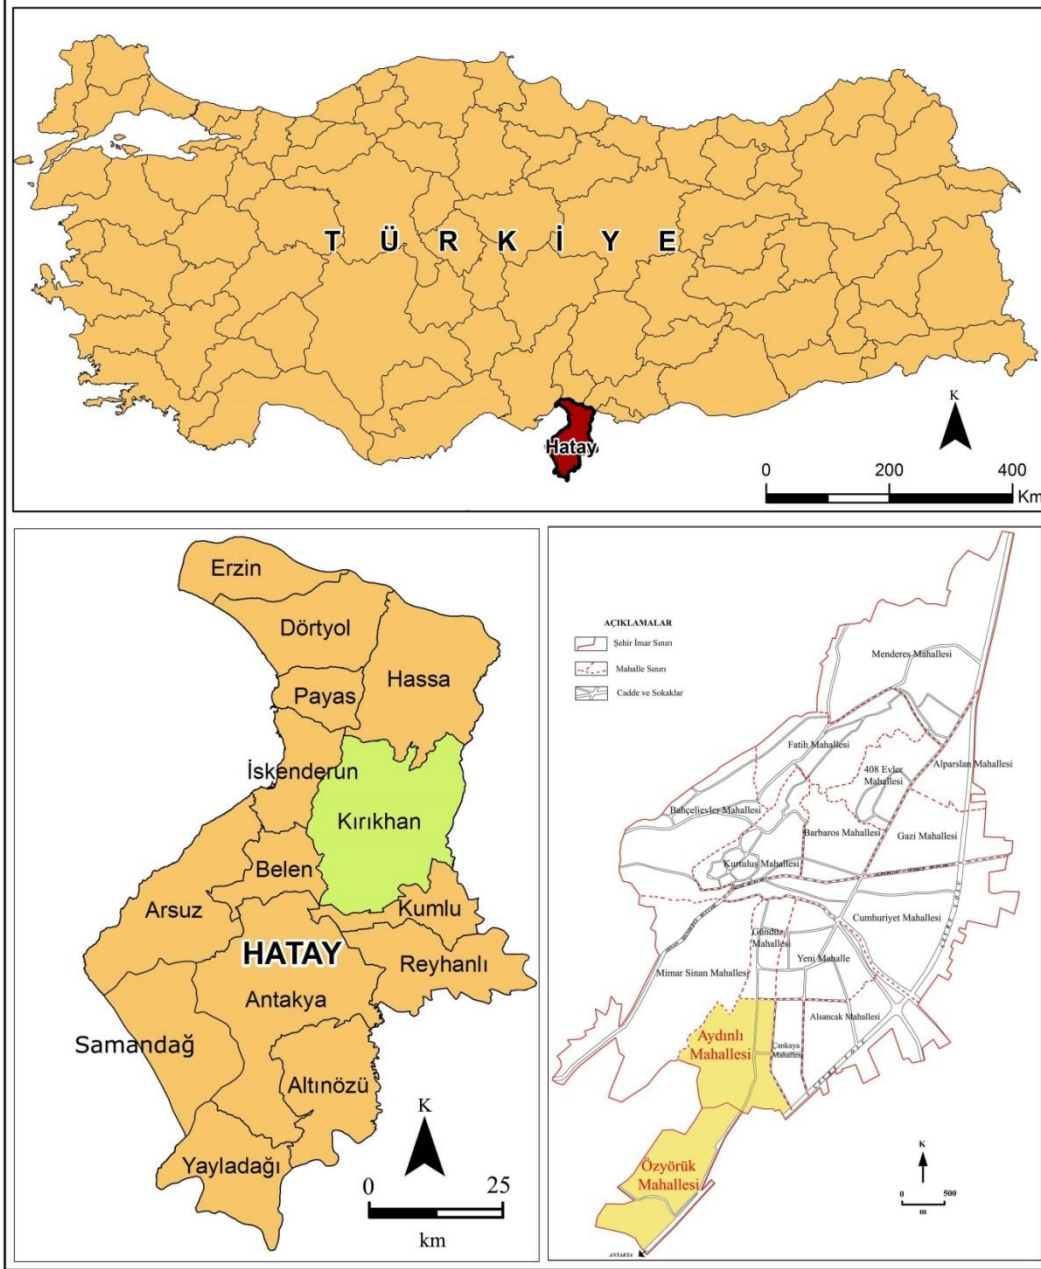 T Ü R K İ Y E
Hatay
K
0 200 400
Km
Erzin
Dörtyol
Hassa
Payas
İskenderun
Kırıkhan
Belen
Arsuz
Kumlu
HATAY
Reyhanlı
Antakya
Samandağ
Altınözü
Yayladağı
K
0 25
km
AÇIKLAMALAR
Şehir İmar Sınırı
Mahalle Sınırı
Cadde ve Sokaklar
Menderes Mahallesi
Fatih Mahallesi
Alparslan Mahallesi
408 Evler
Mahallesi
Bahçelievler Mahallesi
Barbaros Mahallesi
Gazi Mahallesi
Kurtuluş Mahallesi
Cumhuriyet Mahallesi
Gündüz
Mahallesi
Yeni Mahalle
Mimar Sinan Mahallesi
Alsancak Mahallesi
Aydınlı
Mahallesi
Çankaya
Mahallesi
Özyörük
Mahallesi
K
0 500
m
ANTAKYA